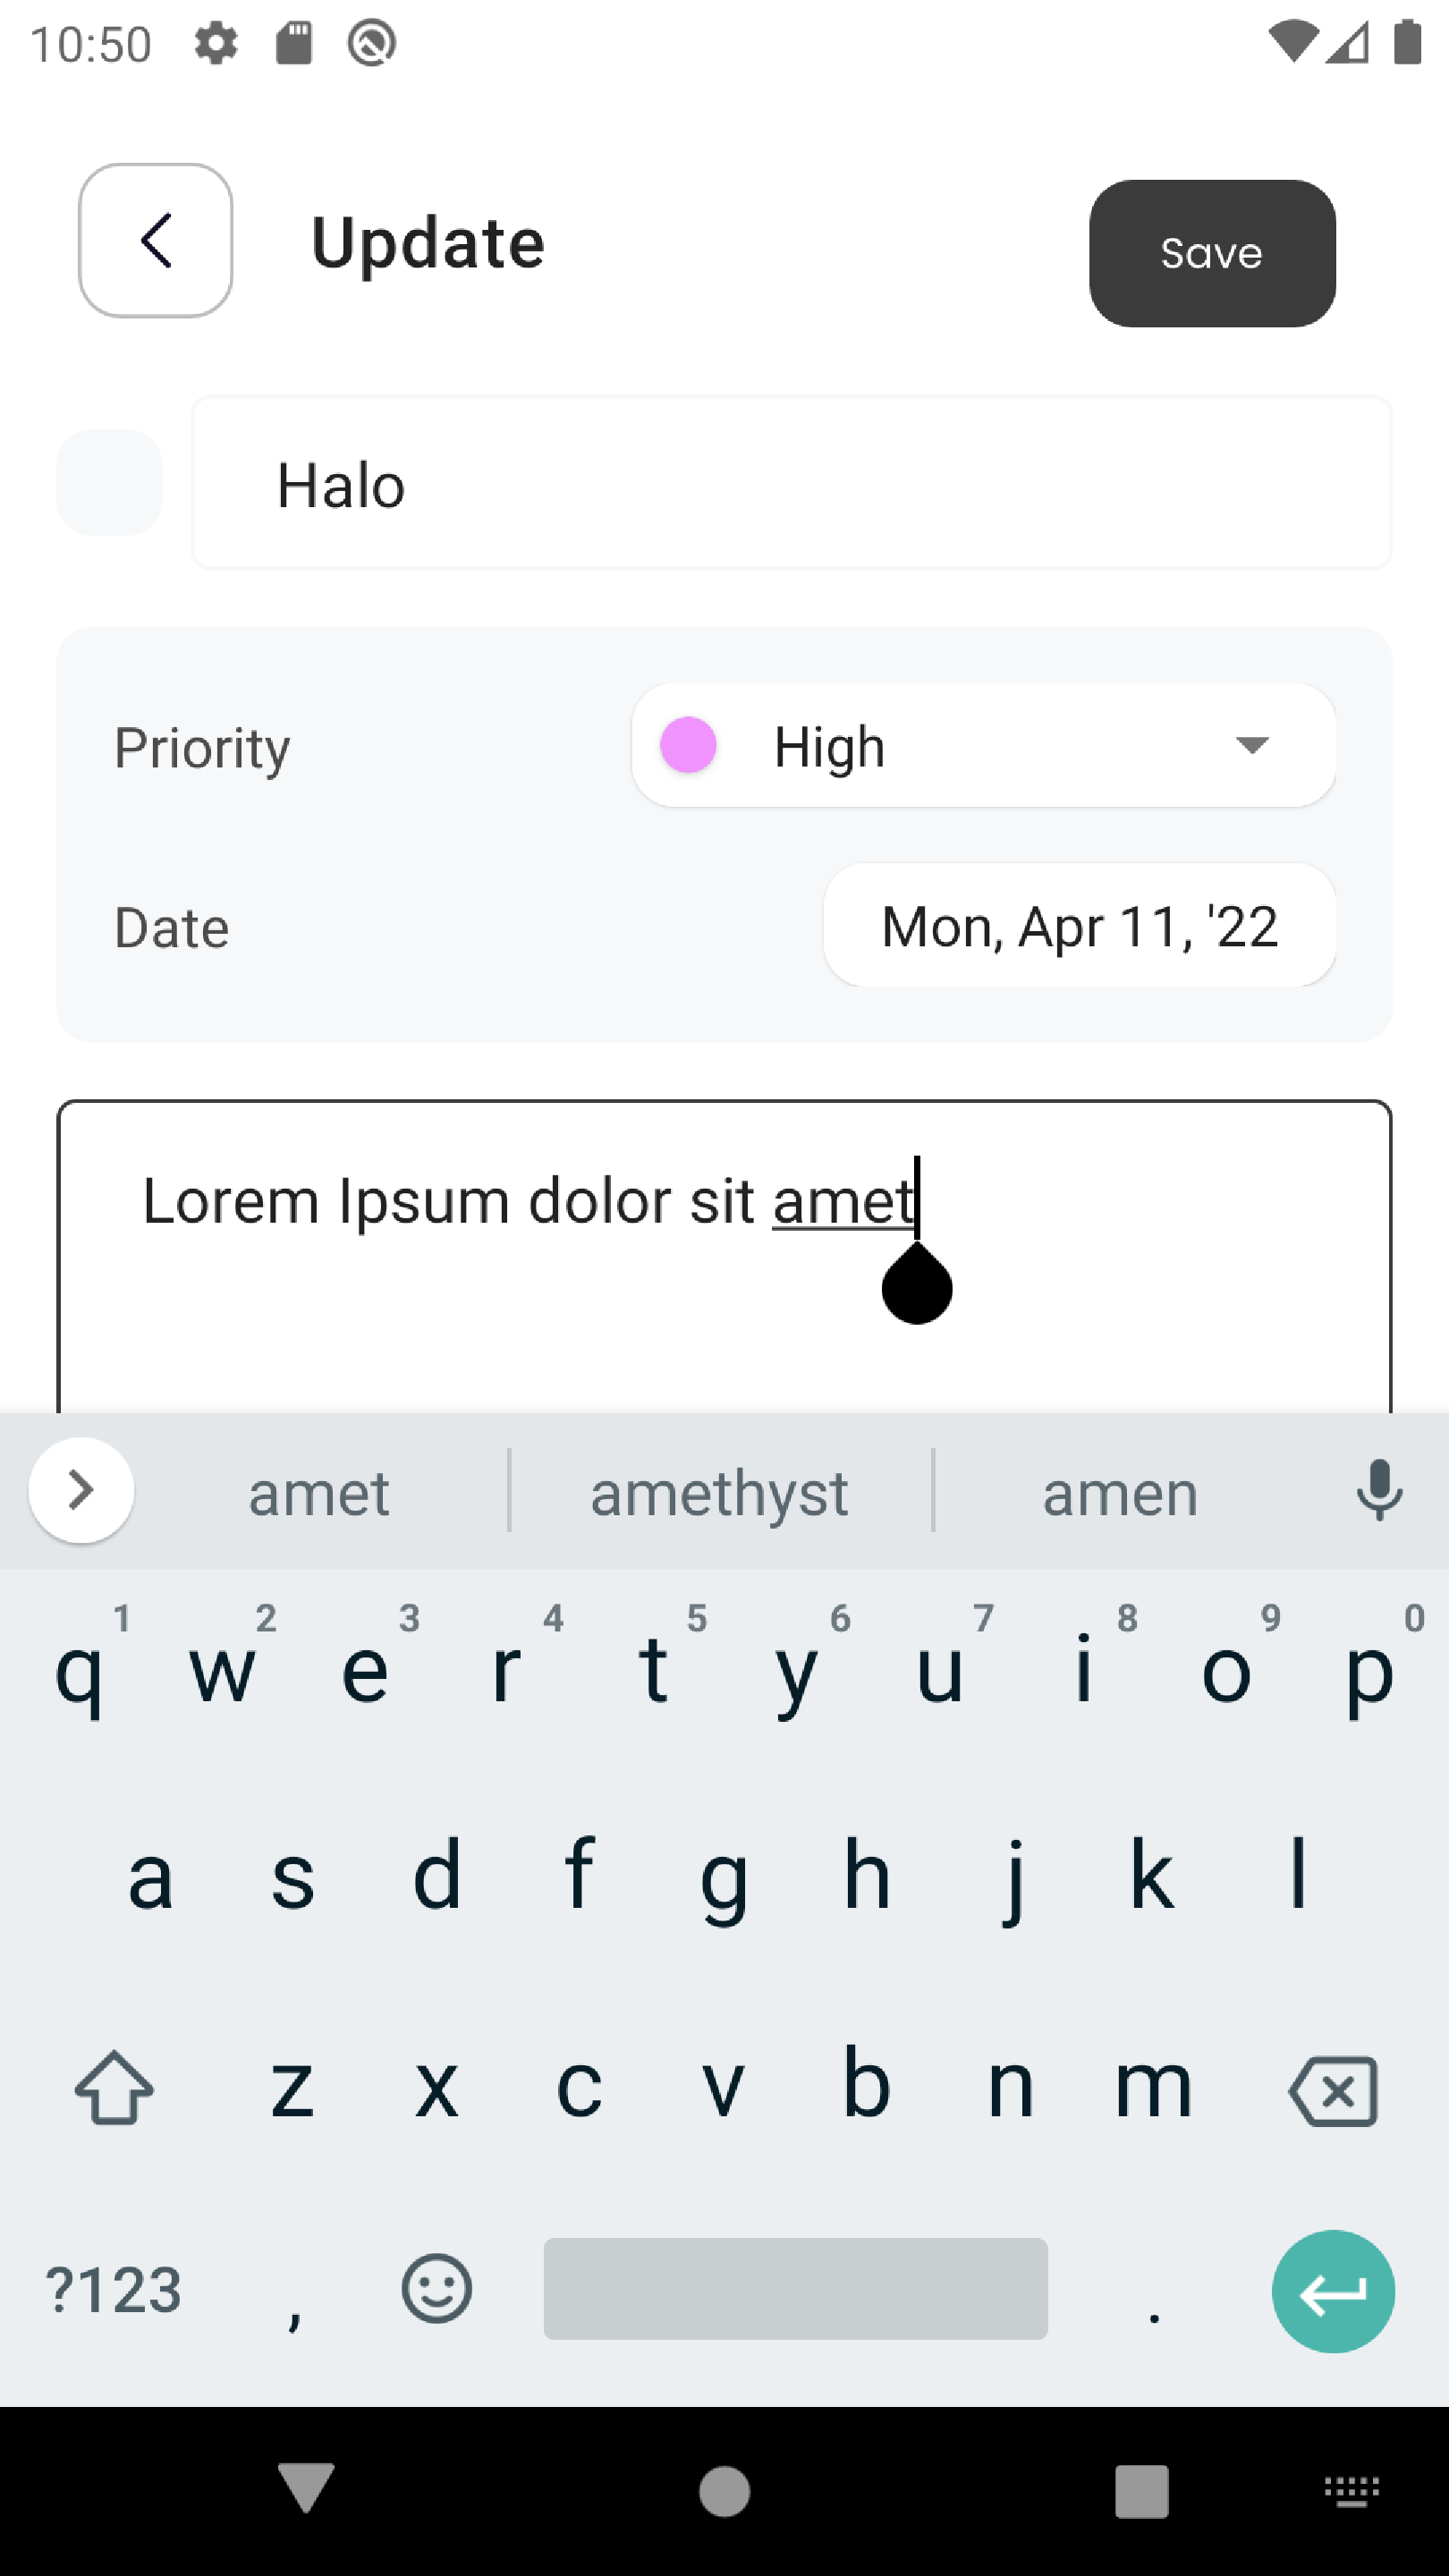 10:50
Update
Save
Halo
Priority
High
Date
Mon, Apr 11, '22
Lorem Ipsum dolor sit amet
amet amethyst amen
1 2 3 4 5 6 7 8 9 0
q w e r t y u i o p
a s d f g h j k l
z x c v b n m
?123 , .